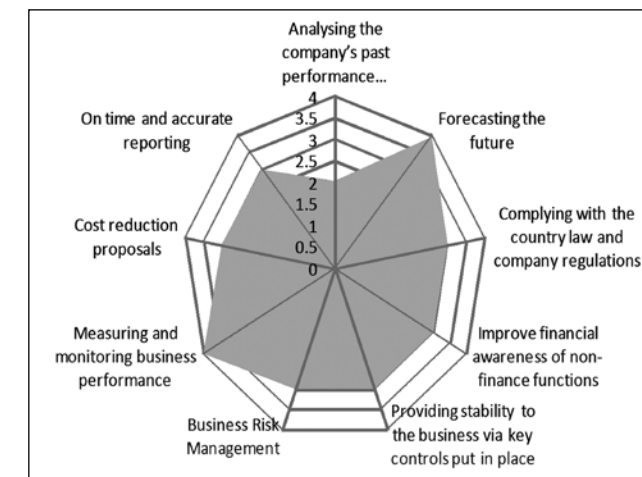 Analysing the
company's past
performance...
On time and accurate
reporting
Forecasting the
future
4
3.5
3
2.5
2
1.5
1
0.5
0
Cost reduction
proposals
Complying with the
country law and
company regulations
Measuring and
monitoring business
performance
Improve financial
awareness of non-
finance functions
Business Risk
Management
Providing stability to
the business via key
controls put in place